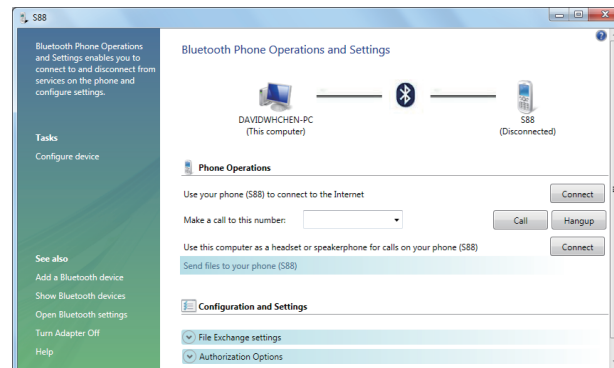 S88
Bluetooth Phone Operations
and Settings enables you to
connect to and disconnect from
services on the phone and
configure settings.
Tasks
Configure device
See also
Add a Bluetooth device
Show Bluetooth devices
Open Bluetooth settings
Turn Adapter Off
Help
Bluetooth Phone Operations and Settings
DAVIDWHCHEN-PC
(This computer)
S88
(Disconnected)
Phone Operations
Use your phone (S88) to connect to the Internet
Connect
Make a call to this number:
Call
Hangup
Use this computer as a headset or speakerphone for calls on your phone (S88)
Connect
Send files to your phone (S88)
Configuration and Settings
File Exchange settings
Authorization Options